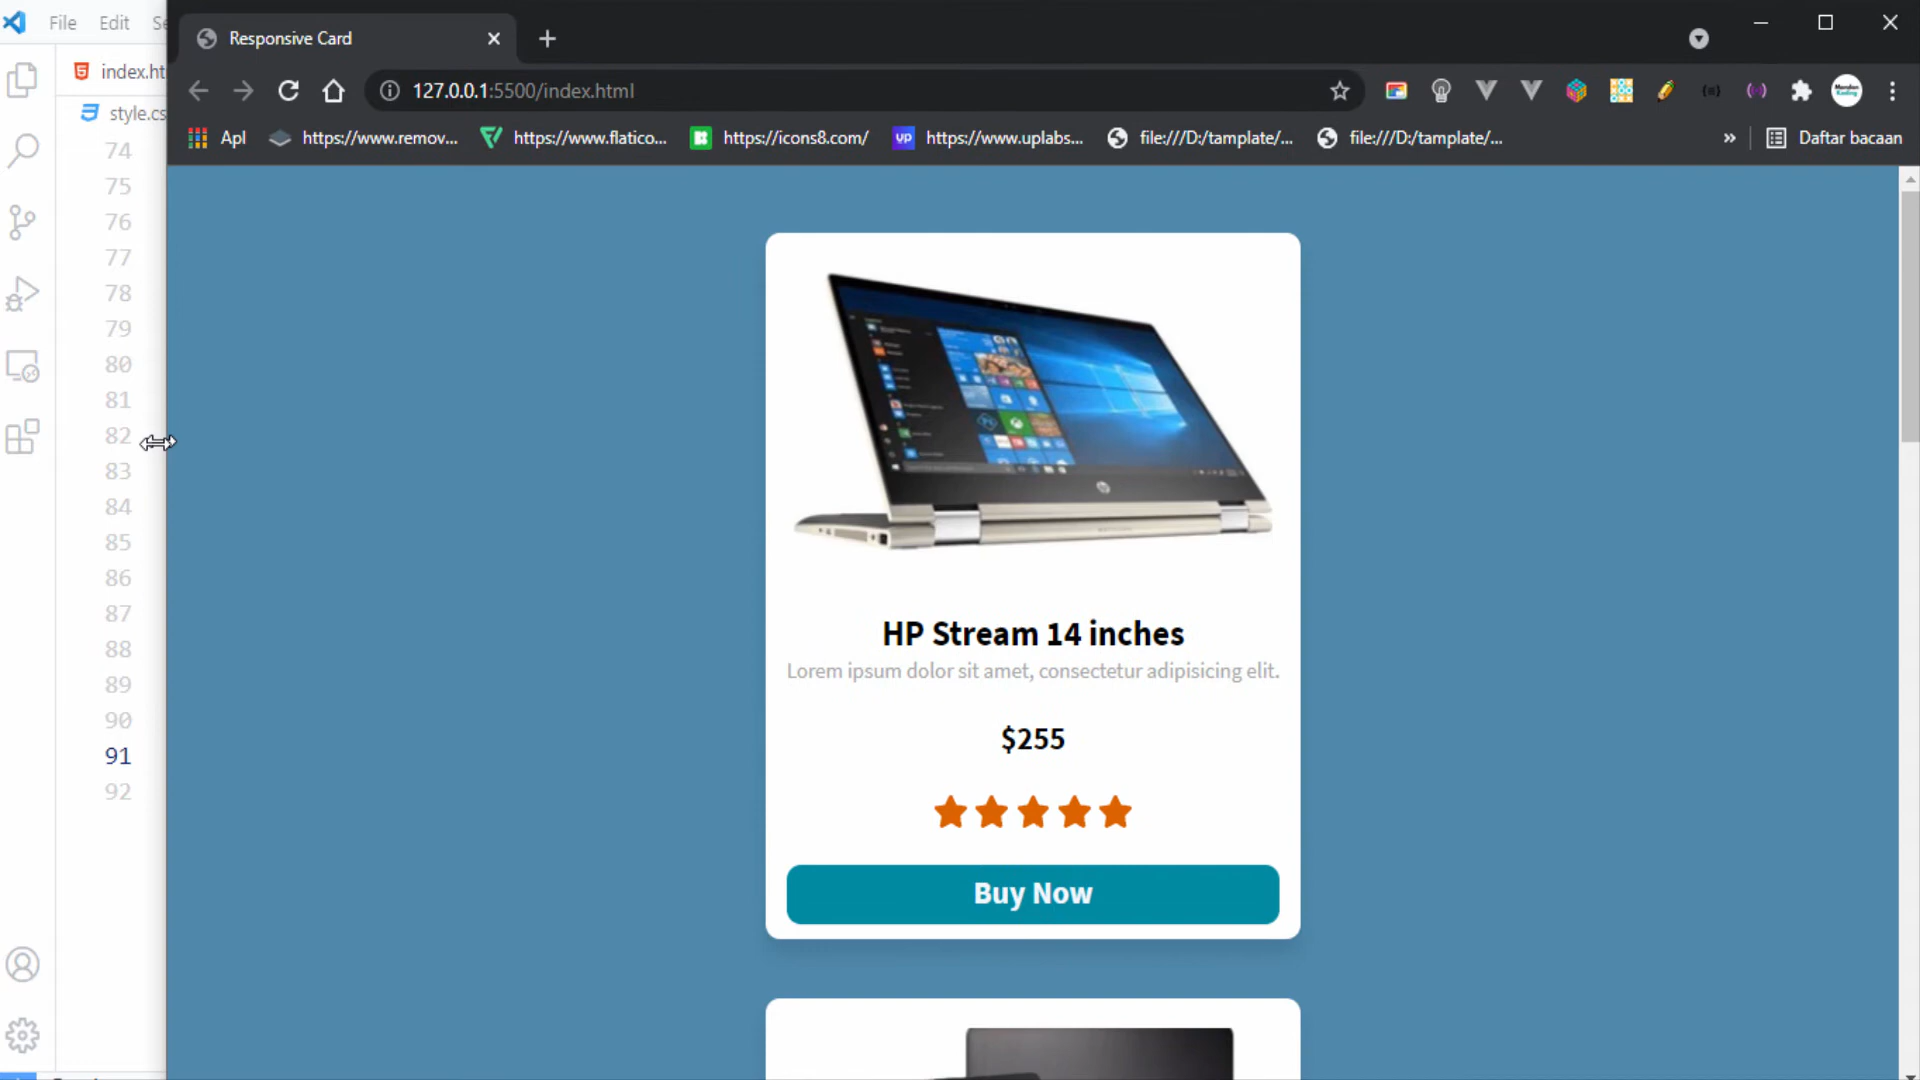 File Edit Se
Responsive Card
index.ht
127.0.0.1:5500/index.html
style.cs
Apl https://www.remov... https://www.flatico... https://icons8.com/ up https://www.uplabs... file:///D:/tamplate/... file:///D:/tamplate/... » Daftar bacaan
74
75
76
77
78
79
80
81
82
83
84
85
86
87
88
89
90
91
92
HP Stream 14 inches
Lorem ipsum dolor sit amet, consectetur adipisicing elit.
$255
Buy Now